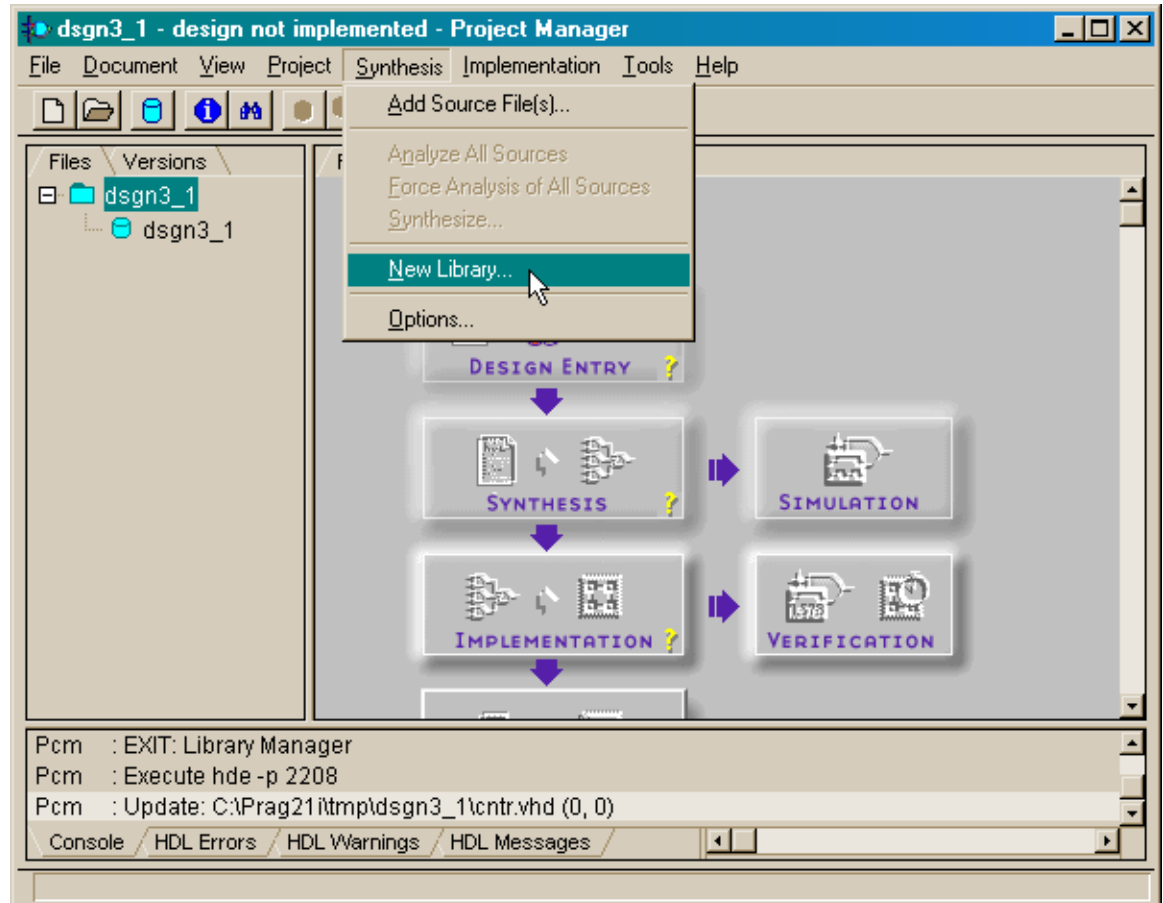 dsgn3_1 - design not implemented - Project Manager
File Document View Project Synthesis Implementation Tools Help
Add Source File(s)...
Files Versions
Analyze All Sources
dsgn3_1
Force Analysis of All Sources
Synthesize...
dsgn3_1
New Library...
Options...
DESIGN ENTRY ?
SYNTHESIS ?
SIMULATION
IMPLEMENTATION ?
VERIFICATION
Pcm : EXIT: Library Manager
Pcm : Execute hde -p 2208
Pcm : Update: C:\Prag21i\tmp\dsgn3_1\cntr.vhd (0, 0)
Console HDL Errors HDL Warnings HDL Messages